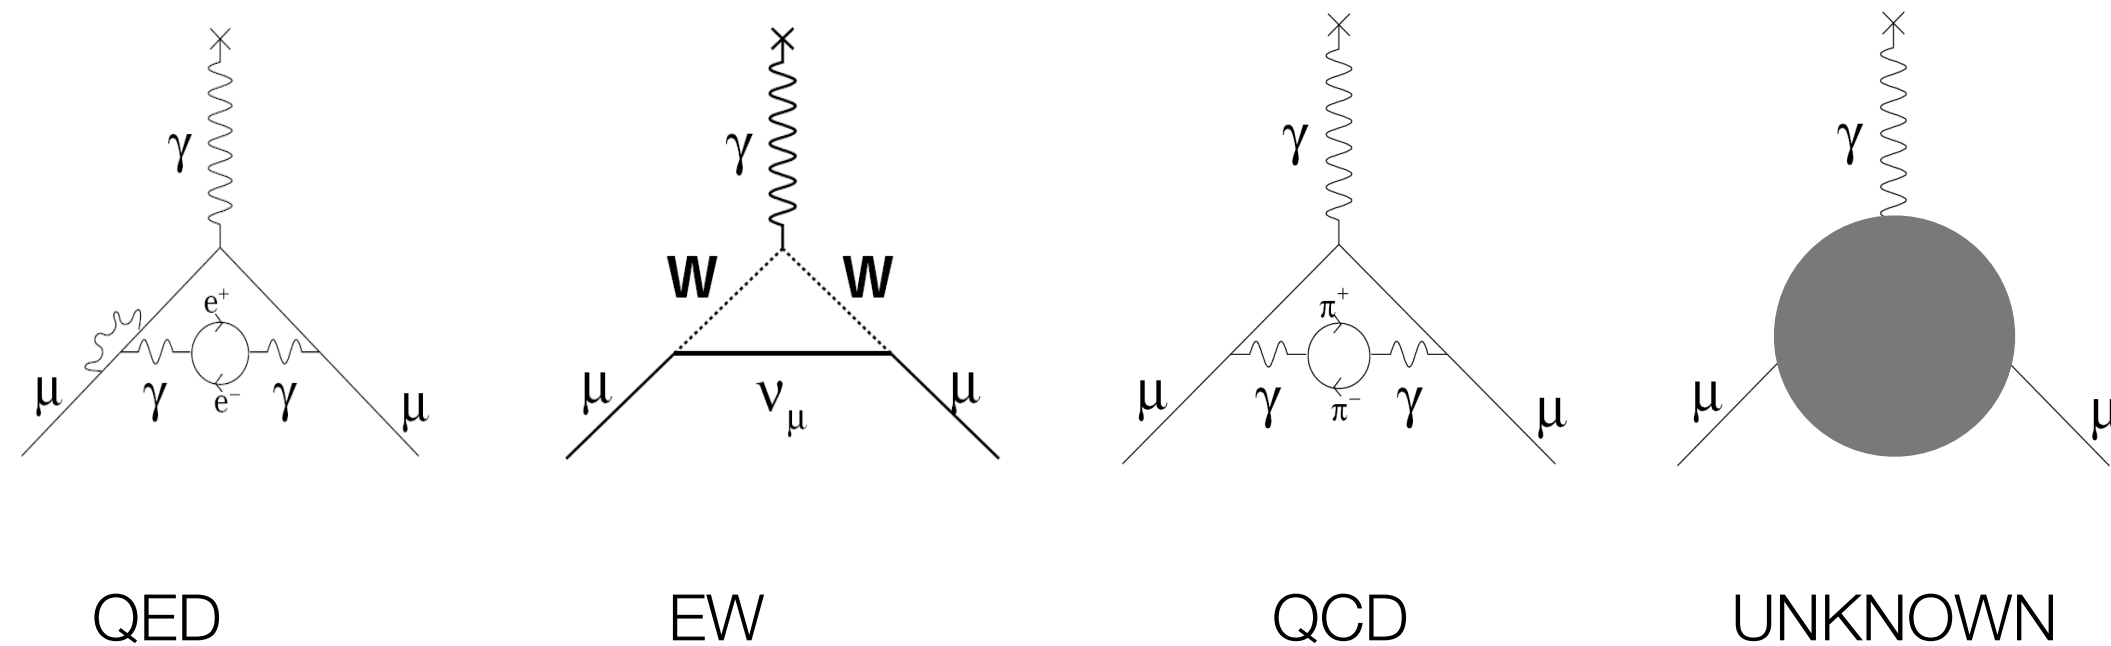 γ
e⁺
e⁻
μ γ γ μ
QED
γ
W W
μ ν_μ μ
EW
γ
π⁺
π⁻
μ γ γ μ
QCD
γ
μ μ
UNKNOWN